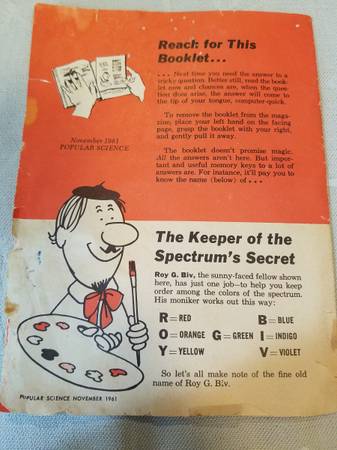 Reach for This
Booklet...
... Next time you need the answer to a
tricky question. Better still, read the book-
let now and chances are, when the ques-
tion does arise, the answer will come to
the tip of your tongue, computer-quick.
To remove the booklet from the maga-
zine, place your left hand on the facing
page, grasp the booklet with your right,
and gently pull it away.
The booklet doesn't promise magic.
All the answers aren't here. But impor-
tant and useful memory keys to a lot of
answers are. For instance, it'll pay you to
know the name (below) of ...
November 1961
POPULAR SCIENCE
The Keeper of the
Spectrum's Secret
Roy G. Biv, the sunny-faced fellow shown
here, has just one job—to help you keep
order among the colors of the spectrum.
His moniker works out this way:
R=RED B=BLUE
O=ORANGE G=GREEN I=INDIGO
Y=YELLOW V=VIOLET
So let's all make note of the fine old
name of Roy G. Biv.
POPULAR SCIENCE NOVEMBER 1961